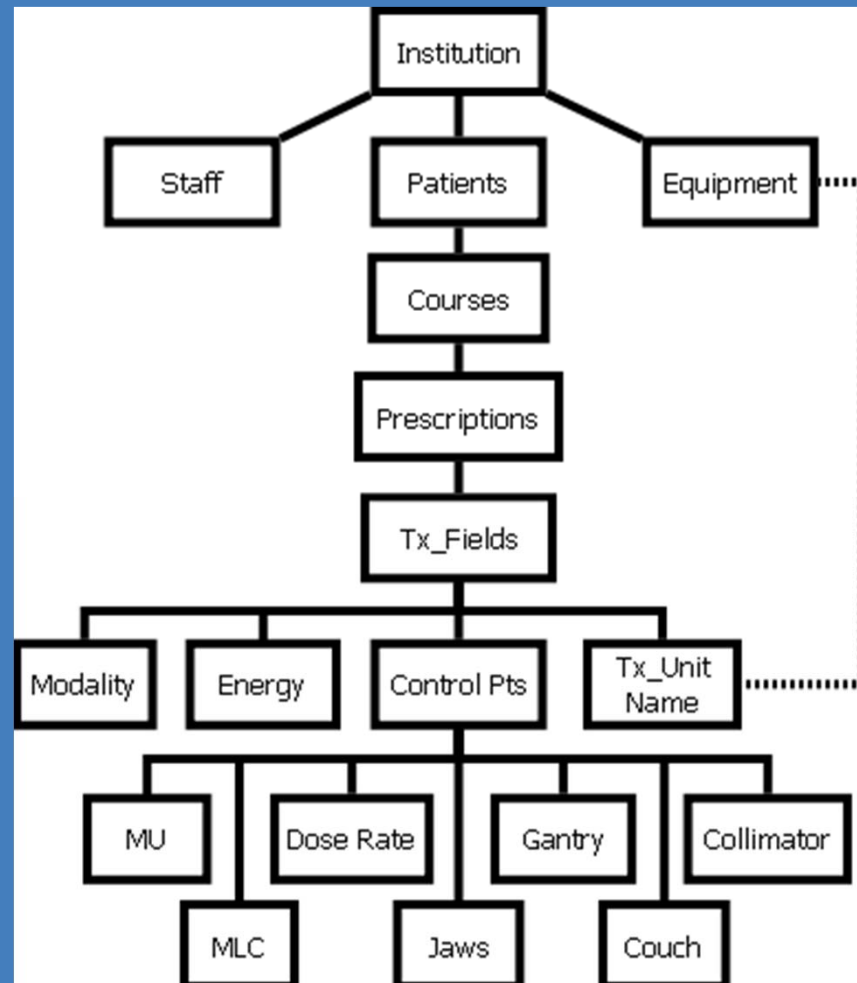 Institution
Staff
Patients
Equipment
Courses
Prescriptions
Tx_Fields
Modality
Energy
Control Pts
Tx_Unit
Name
MU
Dose Rate
Gantry
Collimator
MLC
Jaws
Couch